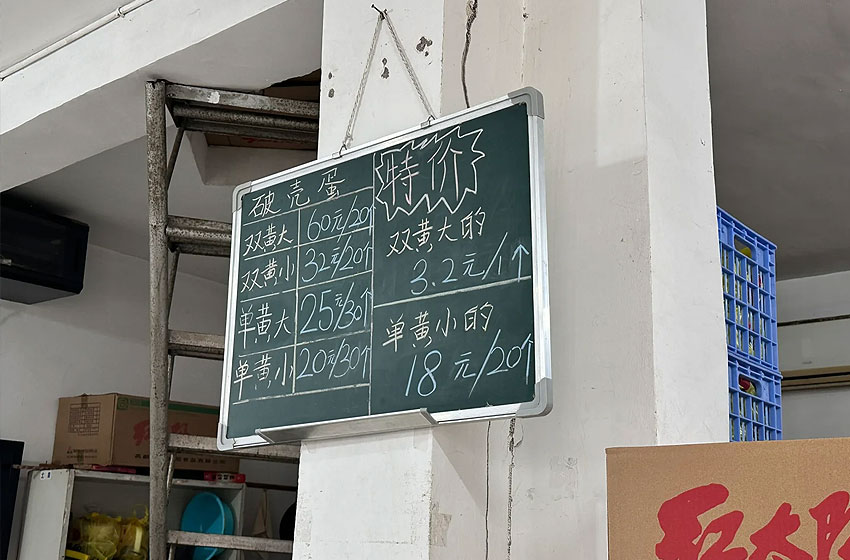 破壳蛋
双黄大 60元/20个
双黄小 32元/20个
单黄大 25元/30个
单黄小 20元/30个
特价
双黄大的
3.2元/1个
单黄小的
18元/20个
红太阳